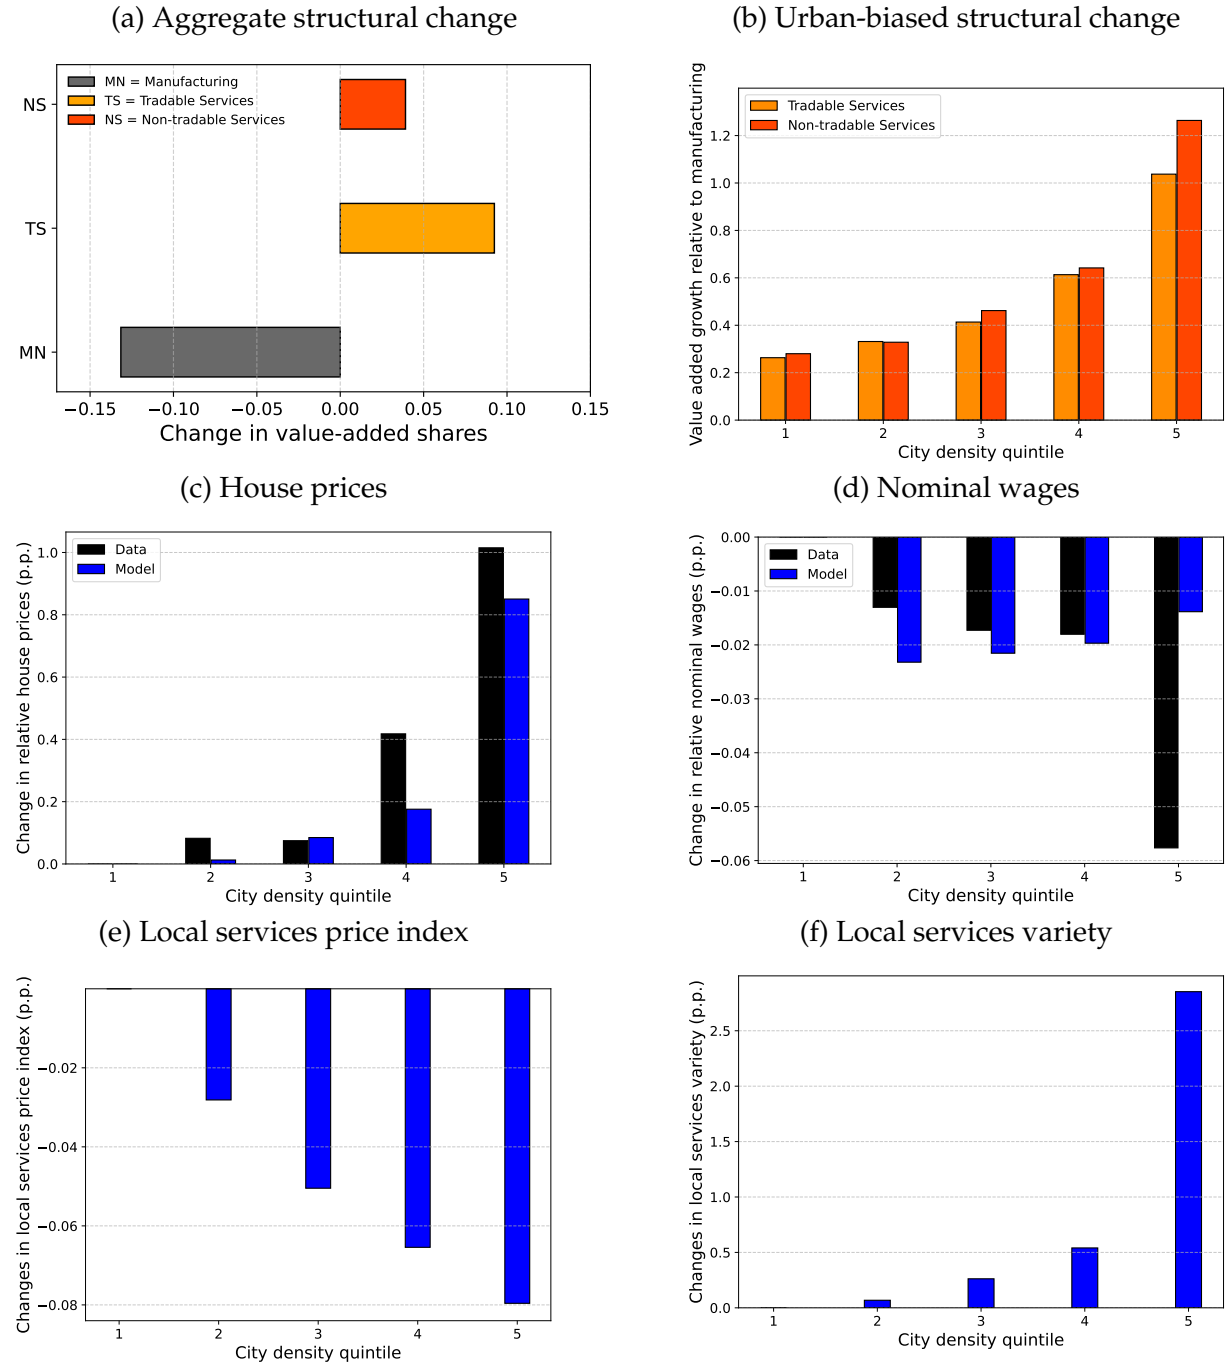 (a) Aggregate structural change
MN = Manufacturing
TS = Tradable Services
NS = Non-tradable Services
NS
TS
MN
−0.15 −0.10 −0.05 0.00 0.05 0.10 0.15
Change in value-added shares
(b) Urban-biased structural change
Value added growth relative to manufacturing
Tradable Services
Non-tradable Services
1.2
1.0
0.8
0.6
0.4
0.2
0.0
1 2 3 4 5
City density quintile
(c) House prices
Change in relative house prices (p.p.)
Data
Model
1.0
0.8
0.6
0.4
0.2
0.0
1 2 3 4 5
City density quintile
(d) Nominal wages
Change in relative nominal wages (p.p.)
Data
Model
0.00
−0.01
−0.02
−0.03
−0.04
−0.05
−0.06
1 2 3 4 5
City density quintile
(e) Local services price index
Changes in local services price index (p.p.)
−0.02
−0.04
−0.06
−0.08
1 2 3 4 5
City density quintile
(f) Local services variety
Changes in local services variety (p.p.)
2.5
2.0
1.5
1.0
0.5
0.0
1 2 3 4 5
City density quintile